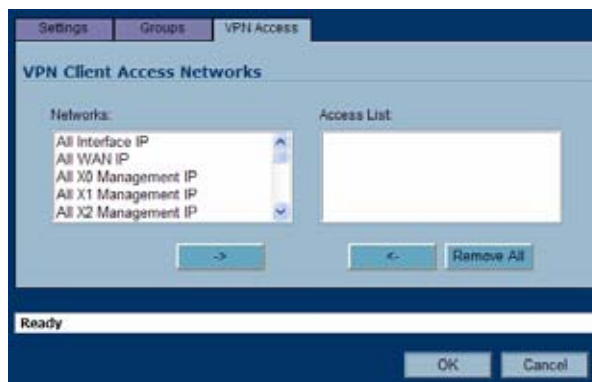 Settings Groups VPN Access
VPN Client Access Networks
Networks: Access List:
All Interface IP
All WAN IP
All X0 Management IP
All X1 Management IP
All X2 Management IP
-> <- Remove All
Ready
OK Cancel